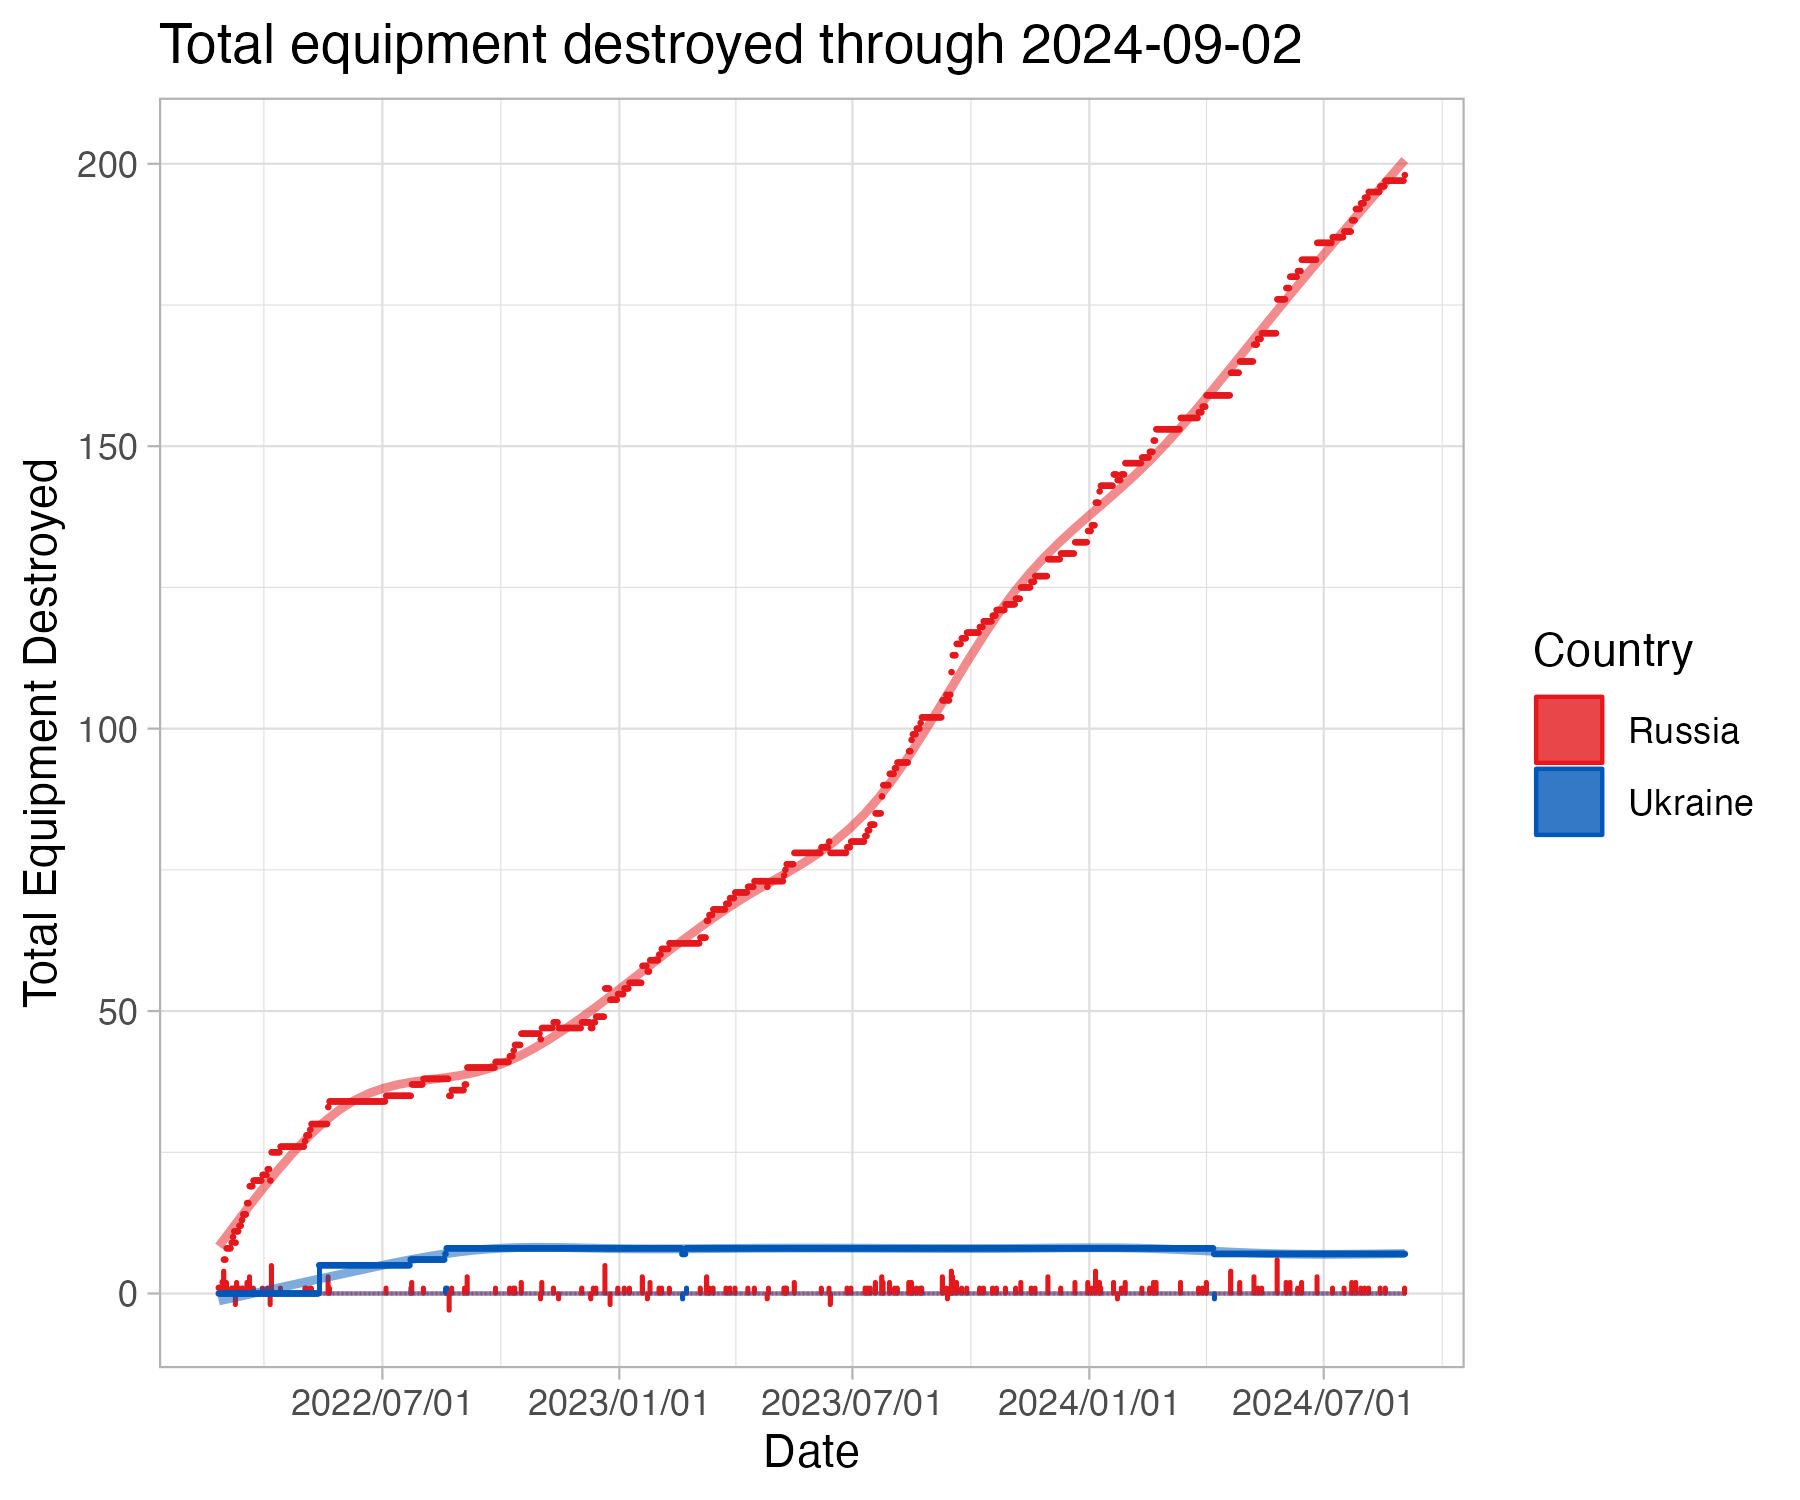 Total equipment destroyed through 2024-09-02
Total Equipment Destroyed
200
150
100
50
0
2022/07/01
2023/01/01
2023/07/01
2024/01/01
2024/07/01
Date
Country
Russia
Ukraine